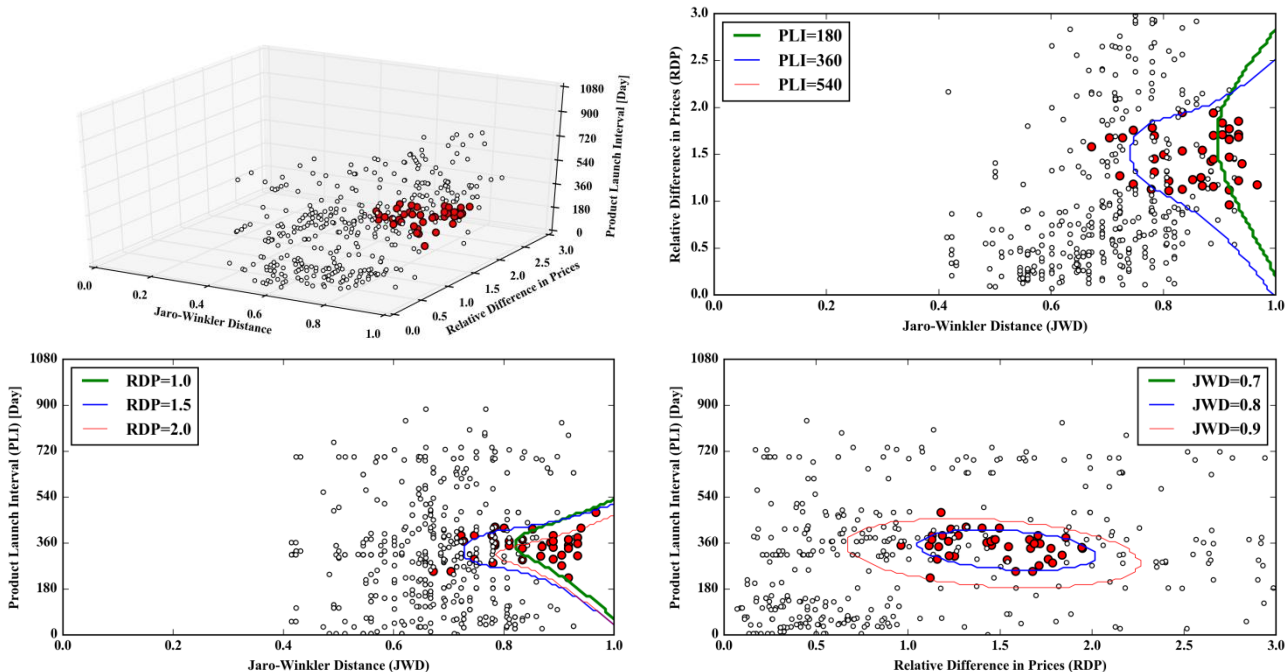 1080
900
720
540
360
180
0
Product Launch Interval [Day]
0.0
0.2
0.4
0.6
0.8
1.0
Jaro-Winkler Distance
0.0
0.5
1.0
1.5
2.0
2.5
3.0
Relative Difference in Prices
3.0
2.5
2.0
1.5
1.0
0.5
0.0
Relative Difference in Prices (RDP)
PLI=180
PLI=360
PLI=540
0.0 0.2 0.4 0.6 0.8 1.0
Jaro-Winkler Distance (JWD)
1080
900
720
540
360
180
0
Product Launch Interval (PLI) [Day]
RDP=1.0
RDP=1.5
RDP=2.0
0.0 0.2 0.4 0.6 0.8 1.0
Jaro-Winkler Distance (JWD)
1080
900
720
540
360
180
0
Product Launch Interval (PLI) [Day]
JWD=0.7
JWD=0.8
JWD=0.9
0.0 0.5 1.0 1.5 2.0 2.5 3.0
Relative Difference in Prices (RDP)